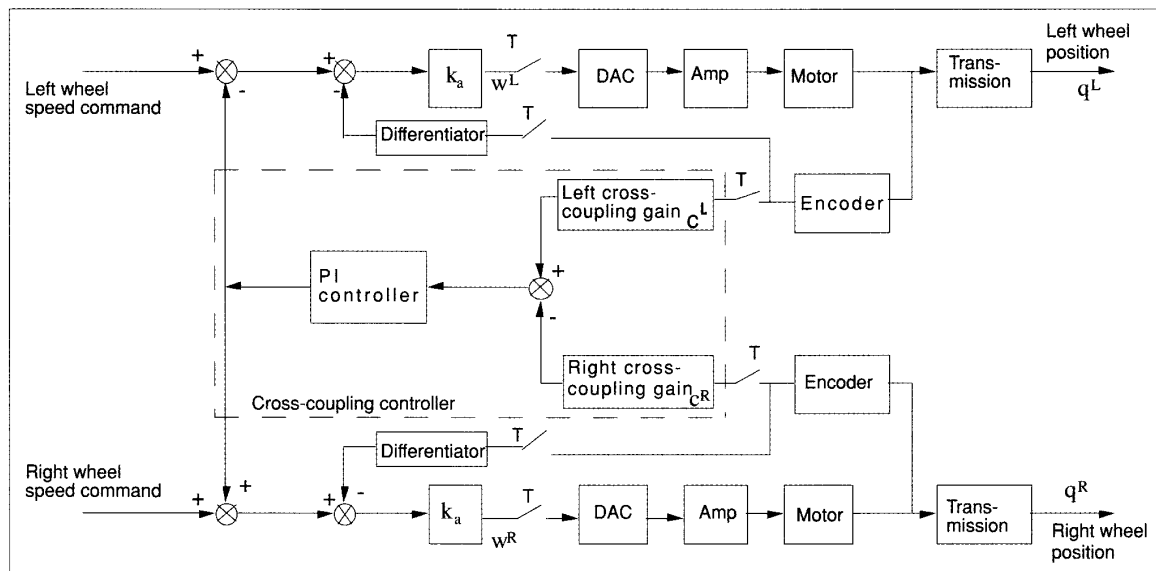 Left wheel
speed command
+
-
+
-
k a
T
W L
DAC
Amp
Motor
Trans-
mission
Left wheel
position
q L
Differentiator
T
Left cross-
coupling gain C L
T
Encoder
PI
controller
+
-
Right cross-
coupling gain C R
T
Encoder
Cross-coupling controller
Differentiator
T
Right wheel
speed command
+
+
+
-
k a
T
W R
DAC
Amp
Motor
Trans-
mission
q R
Right wheel
position